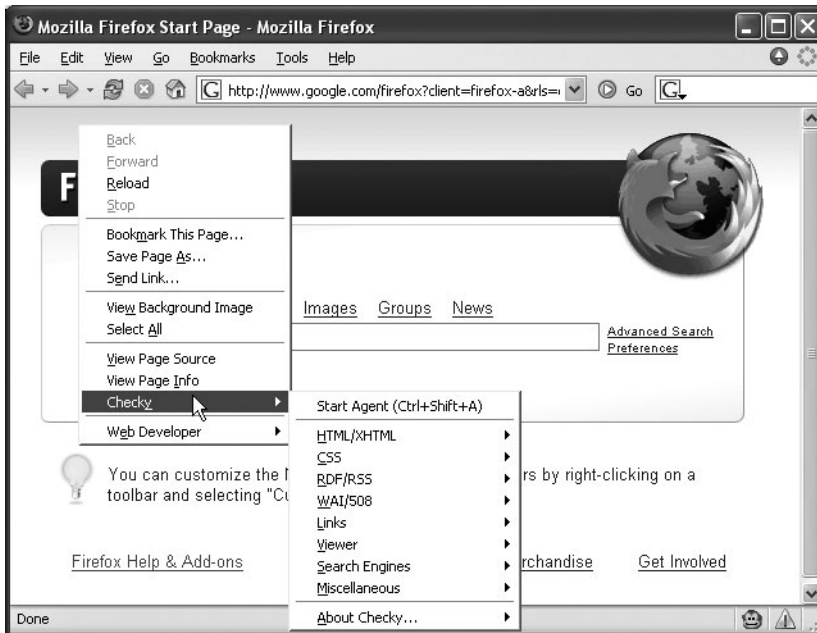 Mozilla Firefox Start Page - Mozilla Firefox
File Edit View Go Bookmarks Tools Help
G http://www.google.com/firefox?client=firefox-a&rls= Go G
F
Back
Forward
Reload
Stop
Bookmark This Page...
Save Page As...
Send Link...
View Background Image
Select All
View Page Source
View Page Info
Checky
Web Developer
Images Groups News
Advanced Search
Preferences
Start Agent (Ctrl+Shift+A)
HTML/XHTML
CSS
RDF/RSS
WAI/508
Links
Viewer
Search Engines
Miscellaneous
About Checky...
You can customize the rs by right-clicking on a
toolbar and selecting "Cu
Firefox Help & Add-ons rchandise Get Involved
Done